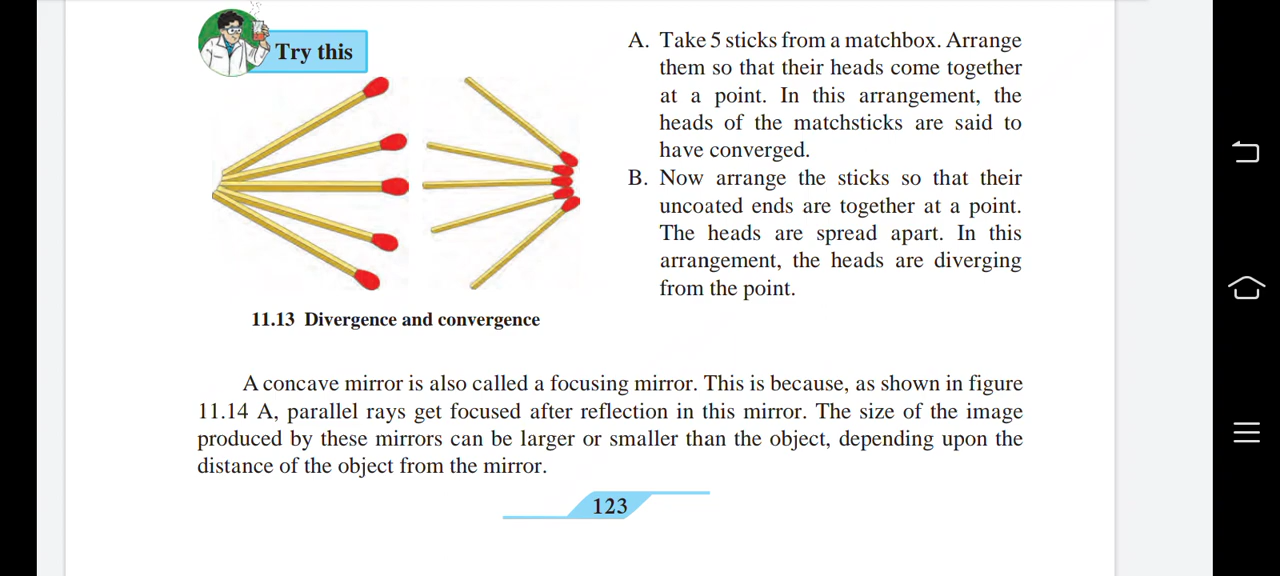 Try this
A. Take 5 sticks from a matchbox. Arrange
them so that their heads come together
at a point. In this arrangement, the
heads of the matchsticks are said to
have converged.
B. Now arrange the sticks so that their
uncoated ends are together at a point.
The heads are spread apart. In this
arrangement, the heads are diverging
from the point.
11.13 Divergence and convergence
A concave mirror is also called a focusing mirror. This is because, as shown in figure
11.14 A, parallel rays get focused after reflection in this mirror. The size of the image
produced by these mirrors can be larger or smaller than the object, depending upon the
distance of the object from the mirror.
123